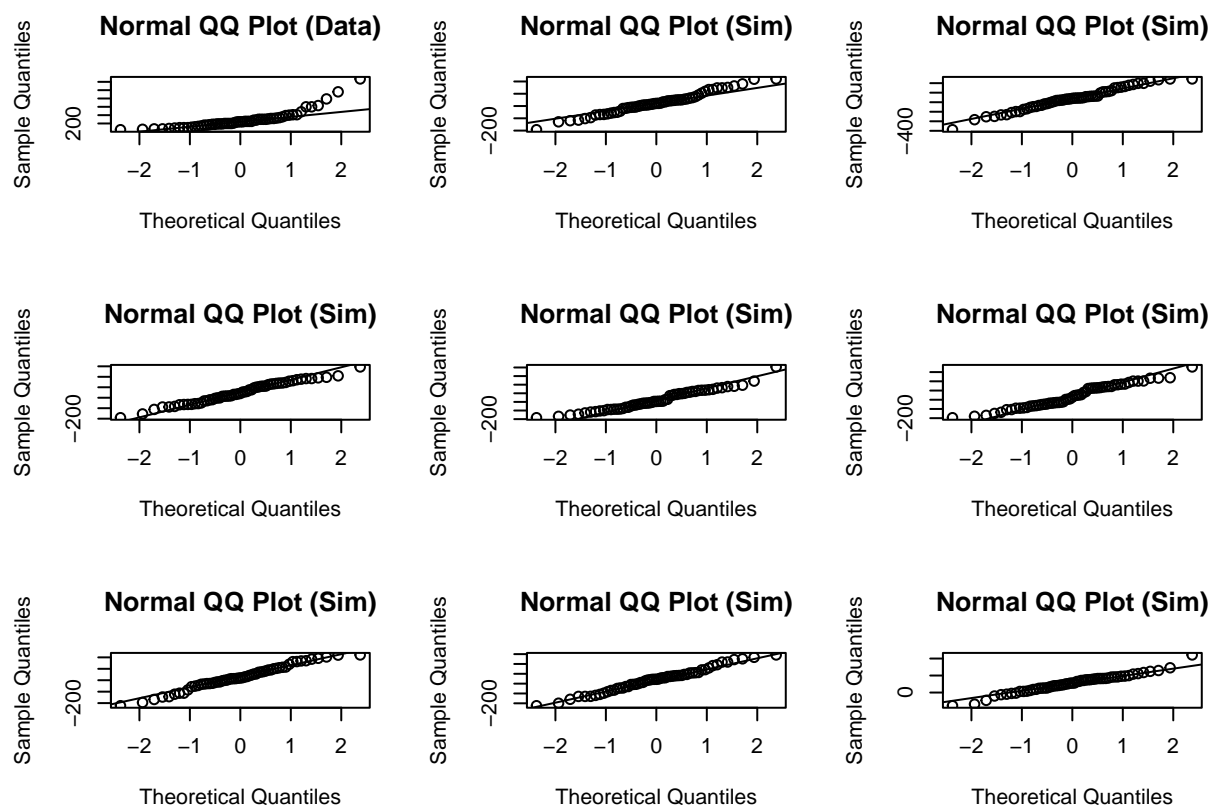 Normal QQ Plot (Data)
Sample Quantiles
200
−2 −1 0 1 2
Theoretical Quantiles
Normal QQ Plot (Sim)
Sample Quantiles
−200
−2 −1 0 1 2
Theoretical Quantiles
Normal QQ Plot (Sim)
Sample Quantiles
−400
−2 −1 0 1 2
Theoretical Quantiles
Normal QQ Plot (Sim)
Sample Quantiles
−200
−2 −1 0 1 2
Theoretical Quantiles
Normal QQ Plot (Sim)
Sample Quantiles
−200
−2 −1 0 1 2
Theoretical Quantiles
Normal QQ Plot (Sim)
Sample Quantiles
−200
−2 −1 0 1 2
Theoretical Quantiles
Normal QQ Plot (Sim)
Sample Quantiles
−200
−2 −1 0 1 2
Theoretical Quantiles
Normal QQ Plot (Sim)
Sample Quantiles
−200
−2 −1 0 1 2
Theoretical Quantiles
Normal QQ Plot (Sim)
Sample Quantiles
0
−2 −1 0 1 2
Theoretical Quantiles